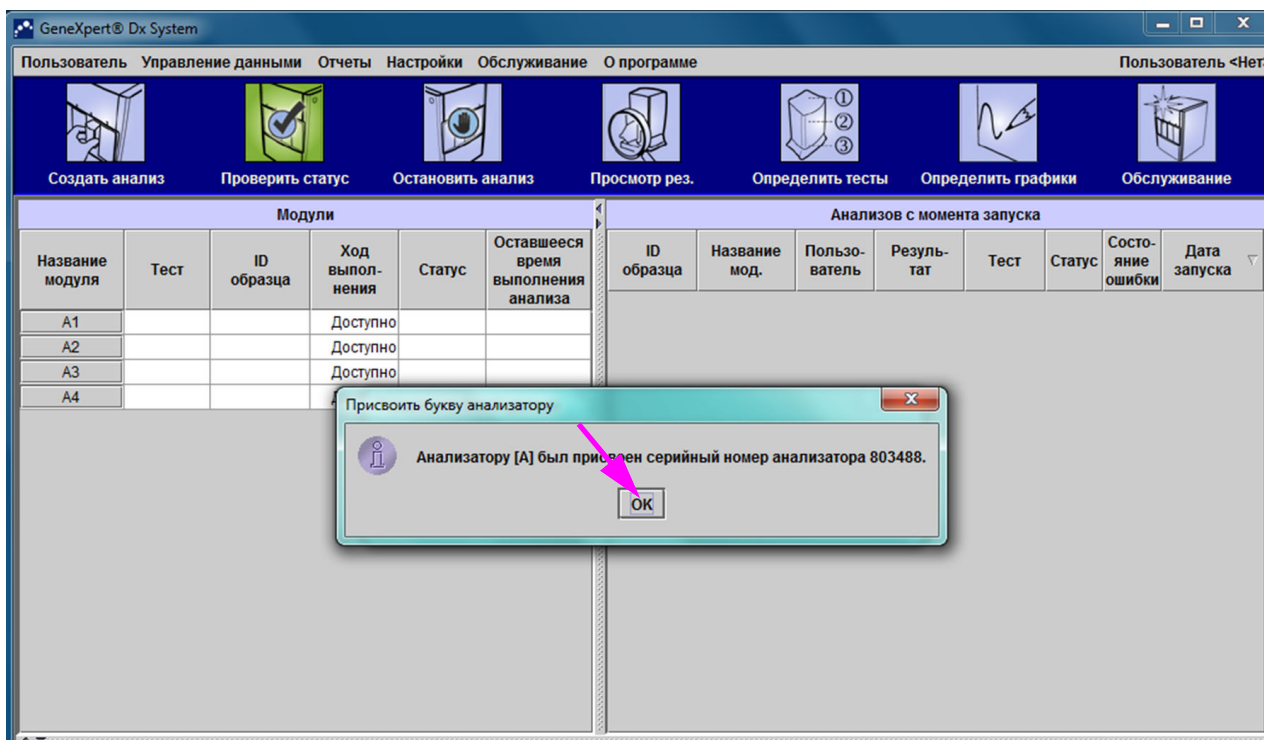 GeneXpert® Dx System
Пользователь Управление данными Отчеты Настройки Обслуживание О программе Пользователь <Нет
Создать анализ Проверить статус Остановить анализ Просмотр рез. Определить тесты Определить графики Обслуживание
①
②
③
Модули
Название модуля
Тест
ID образца
Ход выпол-
нения
Статус
Оставшееся
время
выполнения
анализа
A1 Доступно
A2 Доступно
A3 Доступно
A4
Анализов с момента запуска
ID
образца
Название
мод.
Пользо-
ватель
Резуль-
тат
Тест
Статус
Состо-
яние
ошибки
Дата
запуска
Присвоить букву анализатору
Анализатору [A] был присвоен серийный номер анализатора 803488.
OK